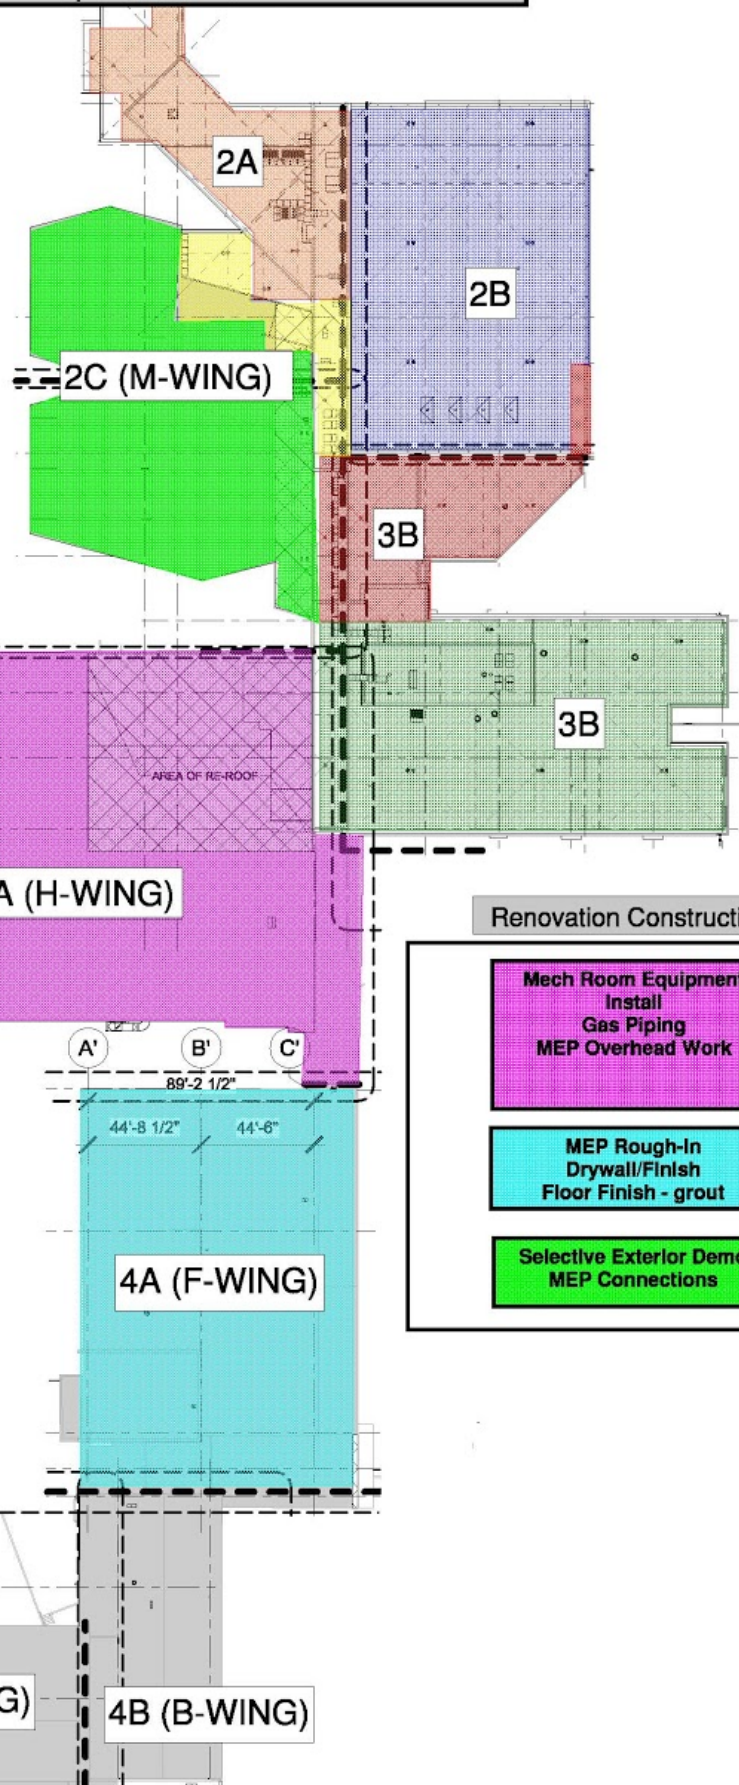 2A
2B
2C (M-WING)
3B
3B
AREA OF RE-ROOF
A (H-WING)
Renovation Constructi
Mech Room Equipment
Install
Gas Piping
MEP Overhead Work
A'
B'
C'
89'-2 1/2"
44'-8 1/2"
44'-6"
MEP Rough-In
Drywall/Finish
Floor Finish - grout
Selective Exterior Demo
MEP Connections
4A (F-WING)
G)
4B (B-WING)